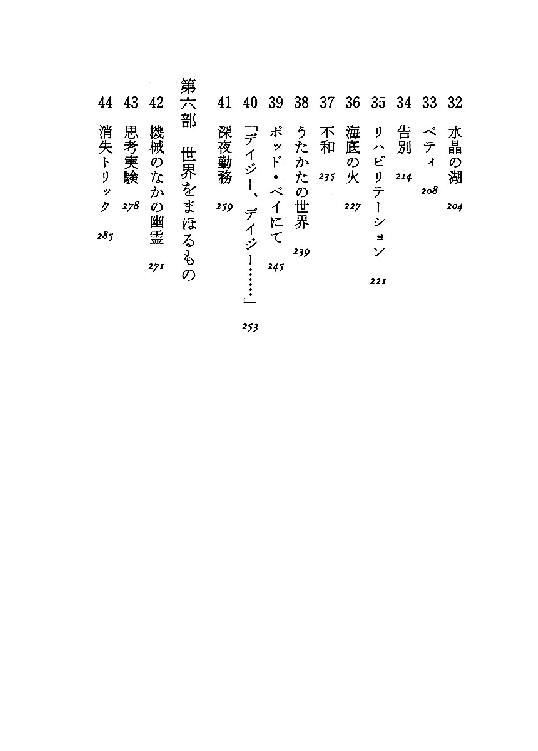 32 水晶の湖 204
33 ベティ 208
34 告別 214
35 リハビリテーション 221
36 海底の火 227
37 不和 235
38 うたかたの世界 239
39 ポッド・ベイにて 245
40 「デイジー、デイジー………」 253
41 深夜勤務 259
第六部 世界をまほるもの
42 機械のなかの幽霊 271
43 思考実験 278
44 消失トリック 285